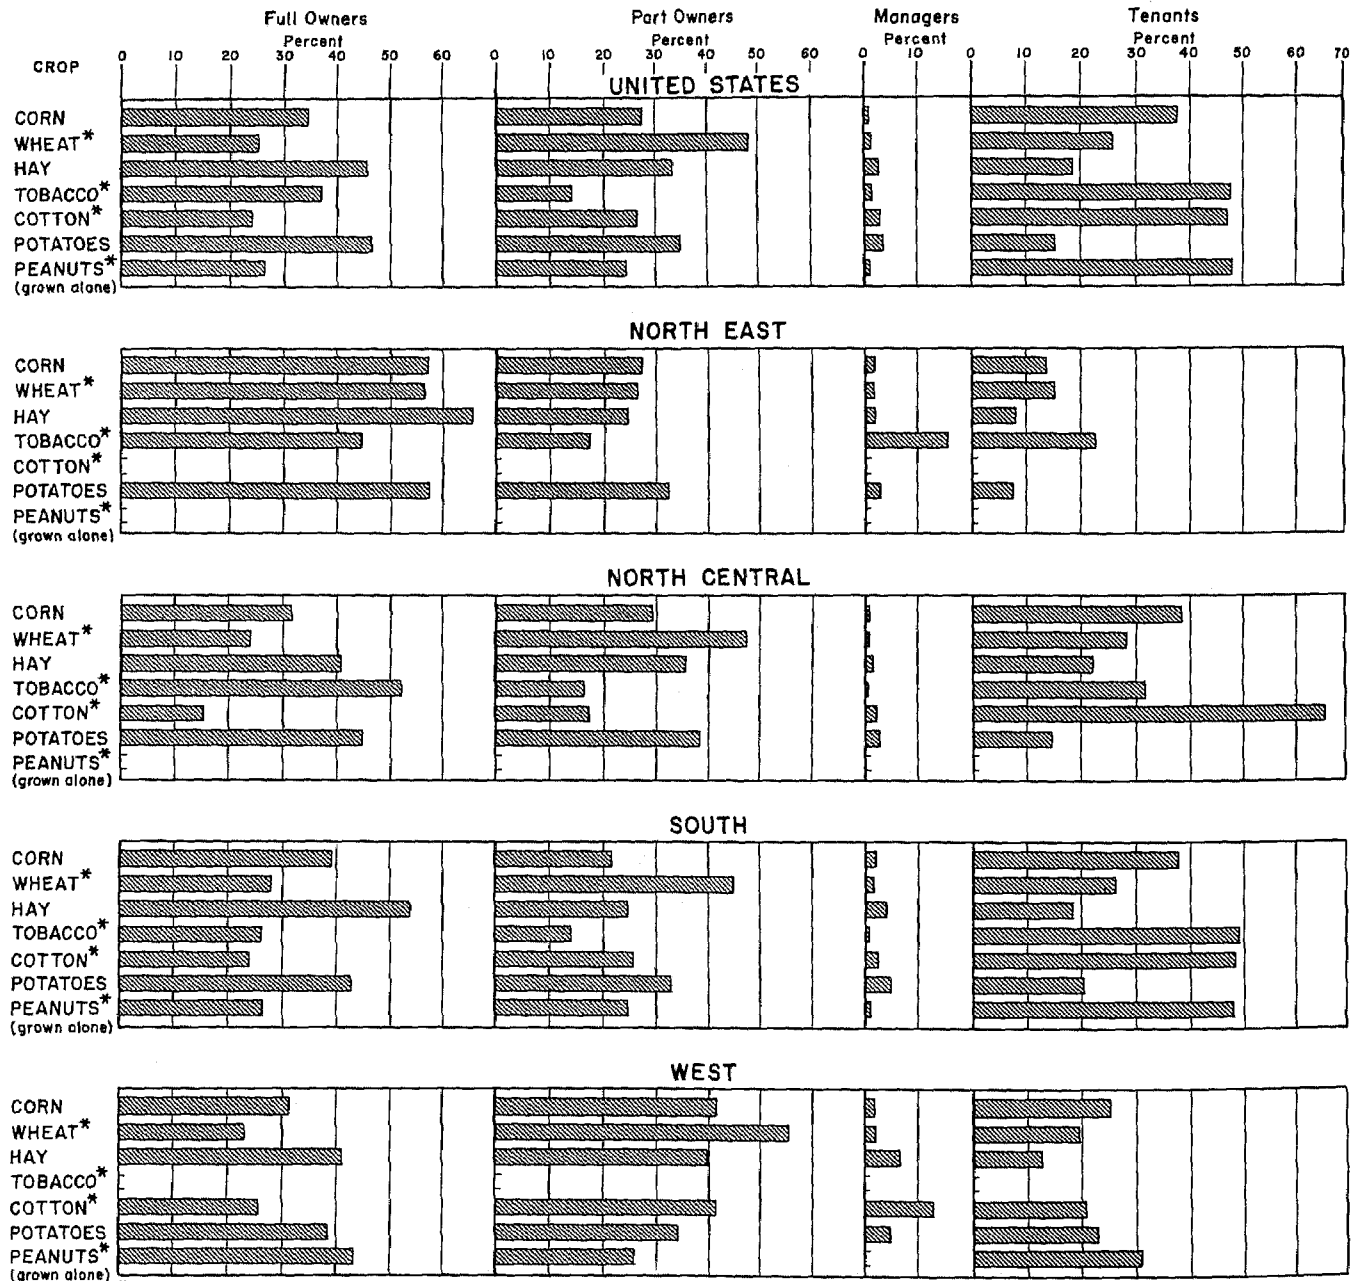 Full Owners Part Owners Managers Tenants
Percent Percent Percent Percent
CROP 0 10 20 30 40 50 60 0 10 20 30 40 50 60 0 10 0 10 20 30 40 50 60 70
UNITED STATES
CORN
WHEAT*
HAY
TOBACCO*
COTTON*
POTATOES
PEANUTS*
(grown alone)
NORTH EAST
CORN
WHEAT*
HAY
TOBACCO*
COTTON*
POTATOES
PEANUTS*
(grown alone)
NORTH CENTRAL
CORN
WHEAT*
HAY
TOBACCO*
COTTON*
POTATOES
PEANUTS*
(grown alone)
SOUTH
CORN
WHEAT*
HAY
TOBACCO*
COTTON*
POTATOES
PEANUTS*
(grown alone)
WEST
CORN
WHEAT*
HAY
TOBACCO*
COTTON*
POTATOES
PEANUTS*
(grown alone)